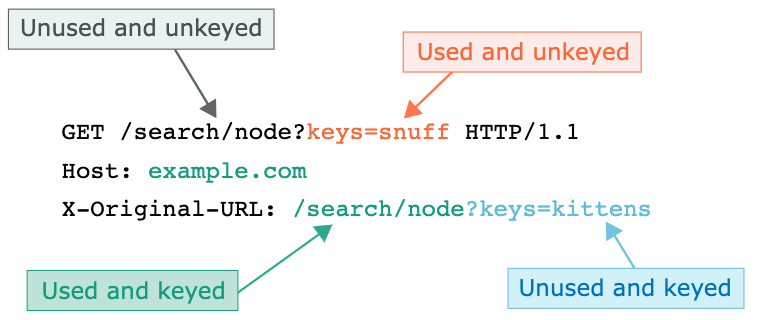 Unused and unkeyed
Used and unkeyed
GET /search/node?keys=snuff HTTP/1.1
Host: example.com
X-Original-URL: /search/node?keys=kittens
Used and keyed
Unused and keyed